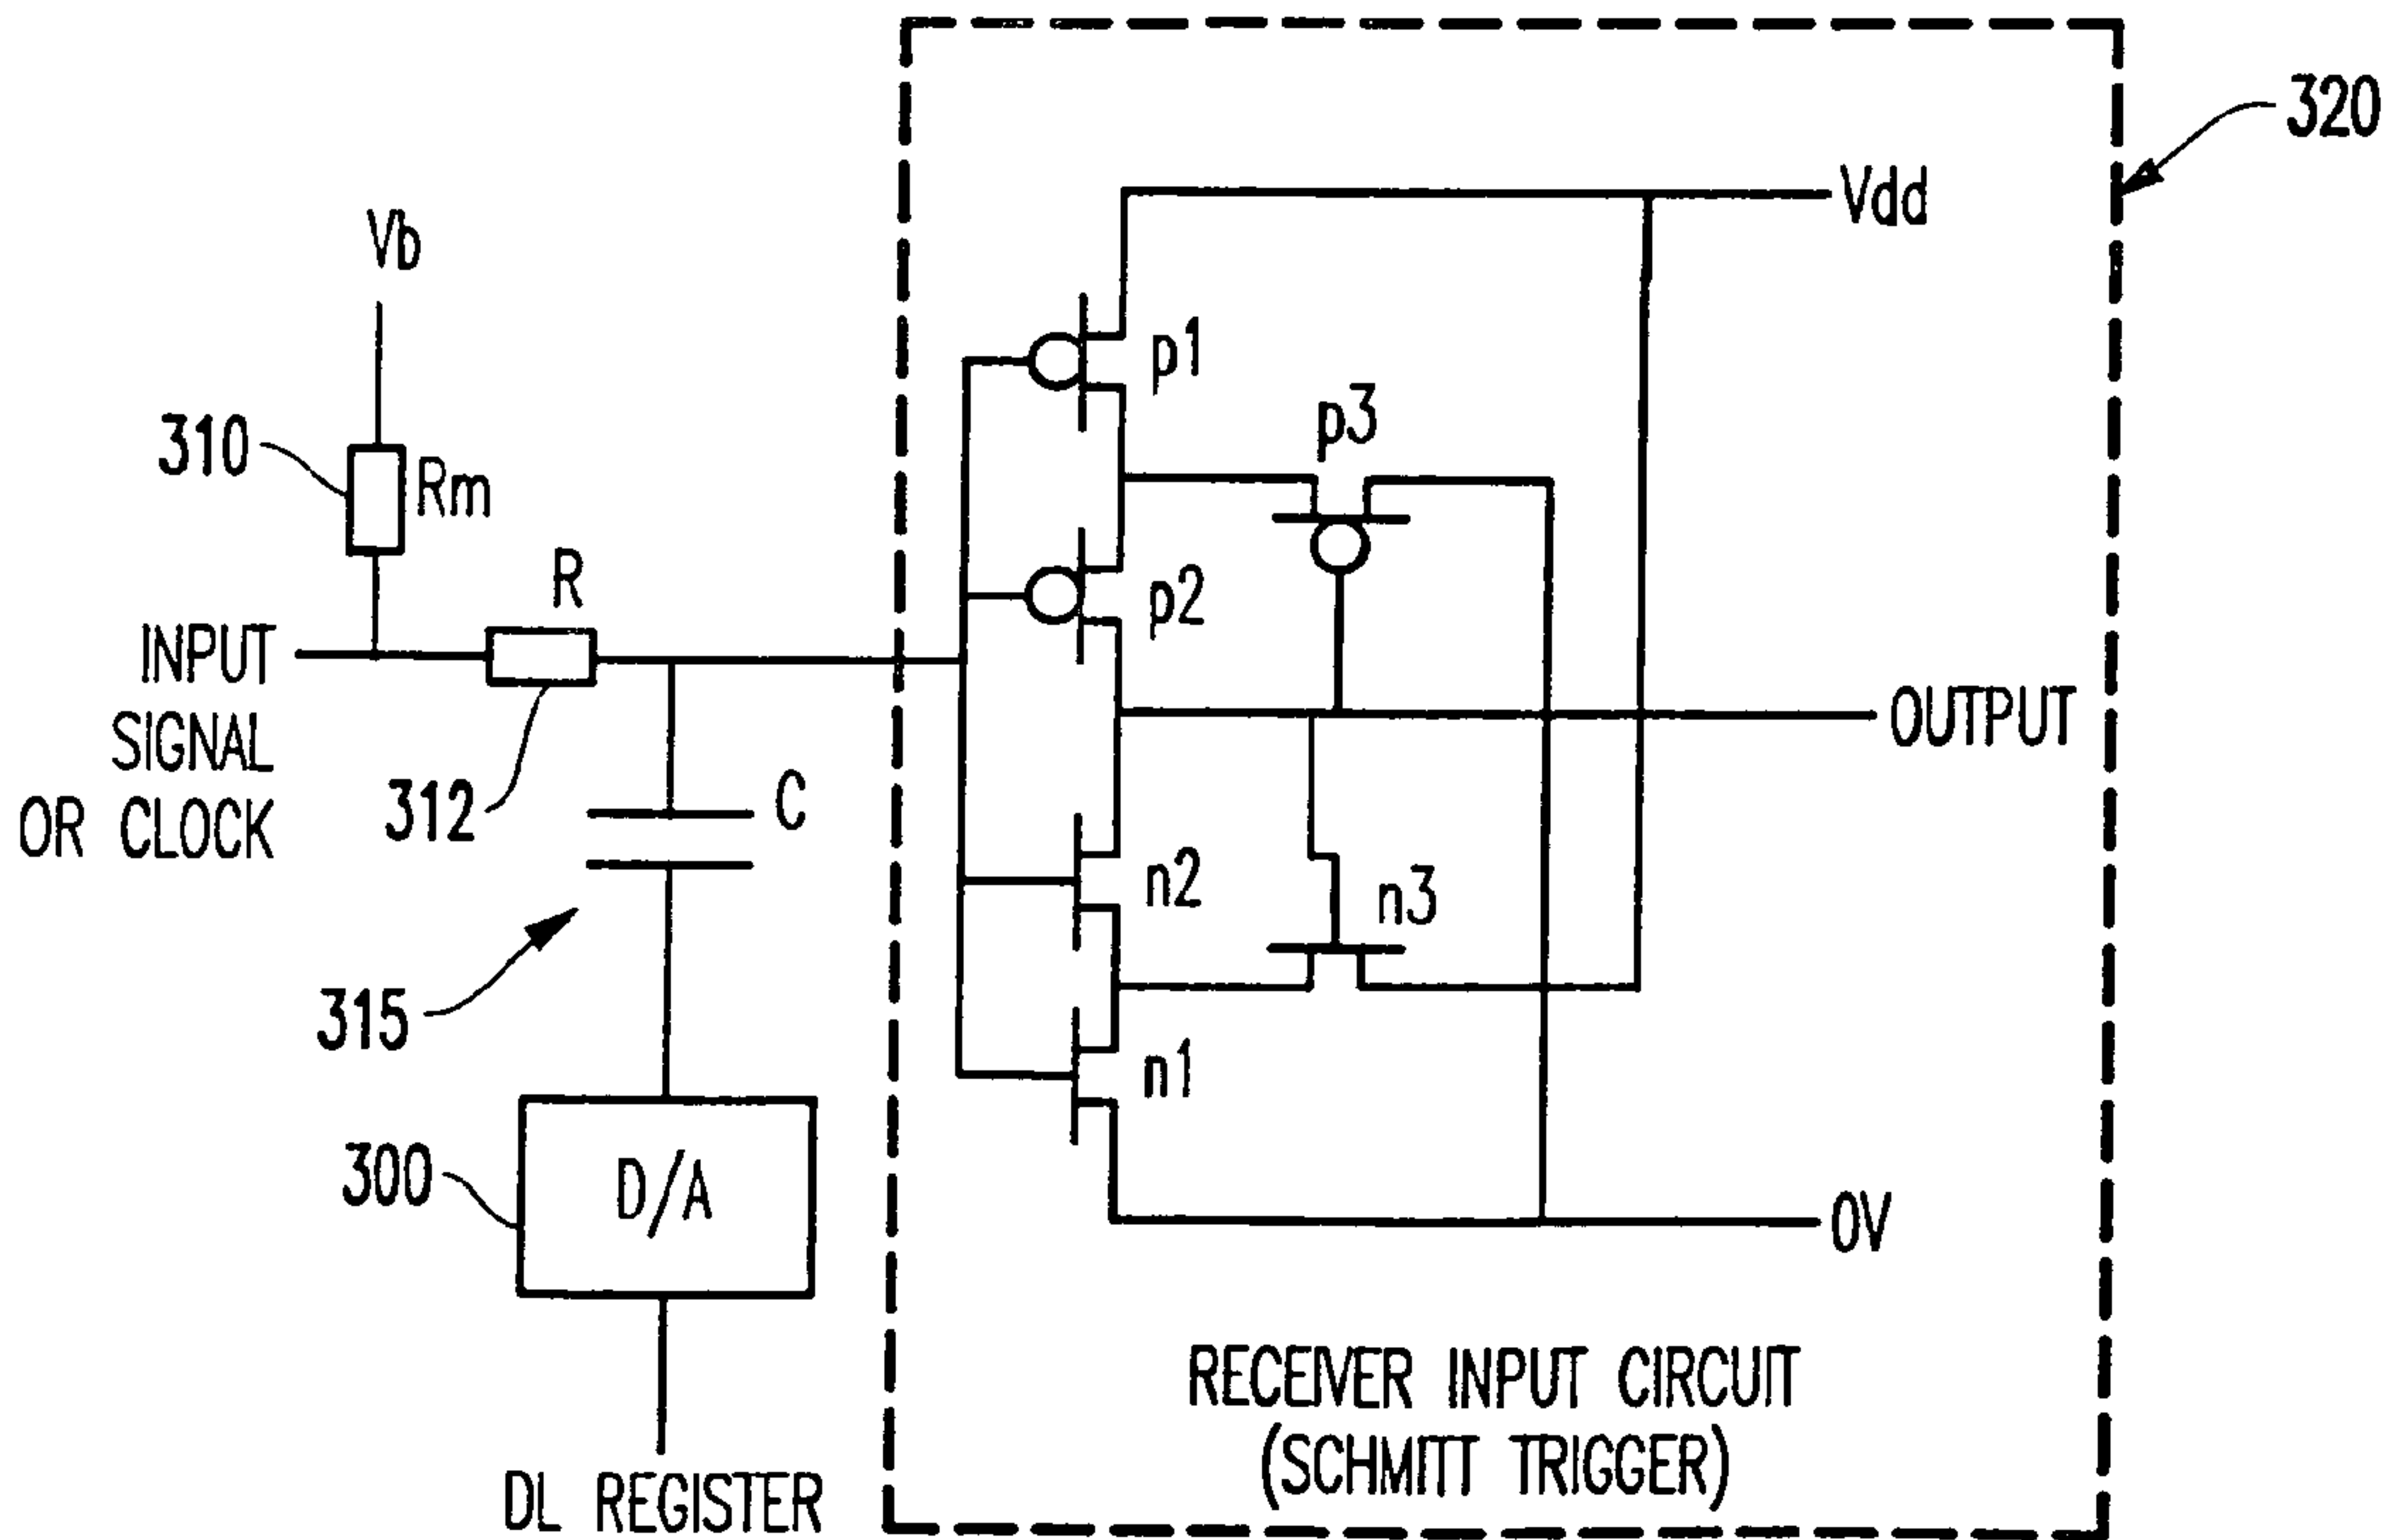 320
Vdd
Vb
p1
p3
310
Rm
R
p2
INPUT
SIGNAL
OR CLOCK
312
C
OUTPUT
n2
n3
315
n1
300
D/A
0V
RECEIVER INPUT CIRCUIT
(SCHMITT TRIGGER)
DL REGISTER